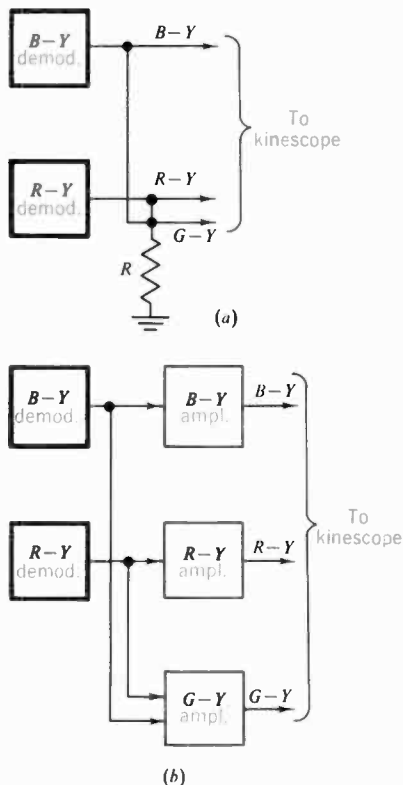 B–Y
demod.
B–Y
To
kinescope
R–Y
demod.
R–Y
G–Y
R
(a)
B–Y
demod.
B–Y
ampl.
B–Y
R–Y
demod.
R–Y
ampl.
R–Y
To
kinescope
G–Y
ampl.
G–Y
(b)